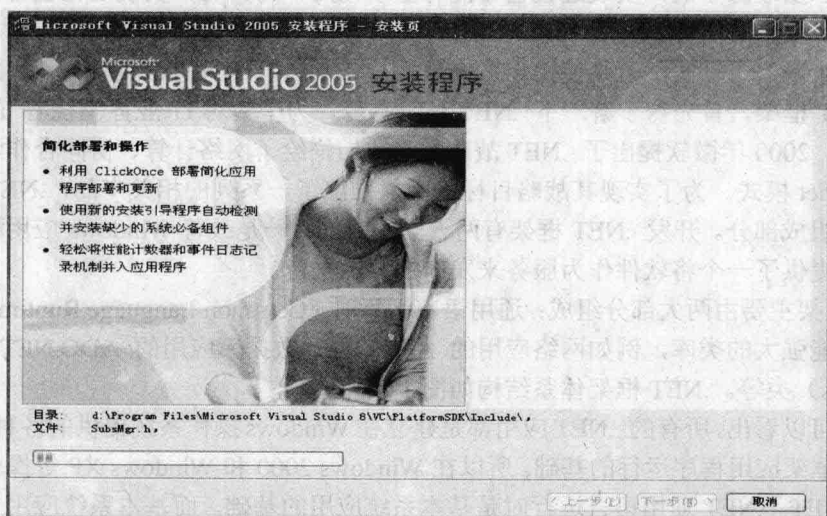 Microsoft Visual Studio 2005 安装程序 - 安装页
Microsoft
Visual Studio 2005 安装程序
简化部署和操作
• 利用 ClickOnce 部署简化应用
程序部署和更新
• 使用新的安装引导程序自动检测
并安装缺少的系统必备组件
• 轻松将性能计数器和事件日志记
录机制并入应用程序
目录: d:\Program Files\Microsoft Visual Studio 8\VC\PlatformSDK\Include\,
文件 SubsMgr.h,
<上一步(P) 下一步(N) > 取消